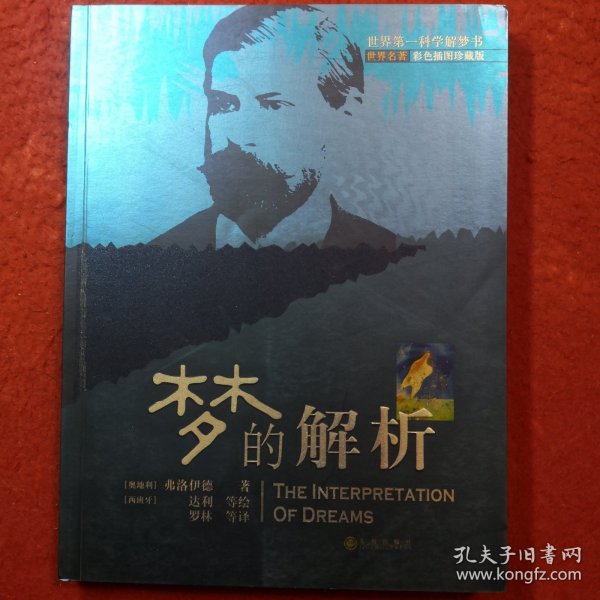 世界第一科学解梦书
世界名著 彩色插图珍藏版
梦的解析
[奥地利] 弗洛伊德 著
[西班牙] 达利 等绘
罗林 等译
THE INTERPRETATION
OF DREAMS
孔夫子旧书网
www.kongfz.com